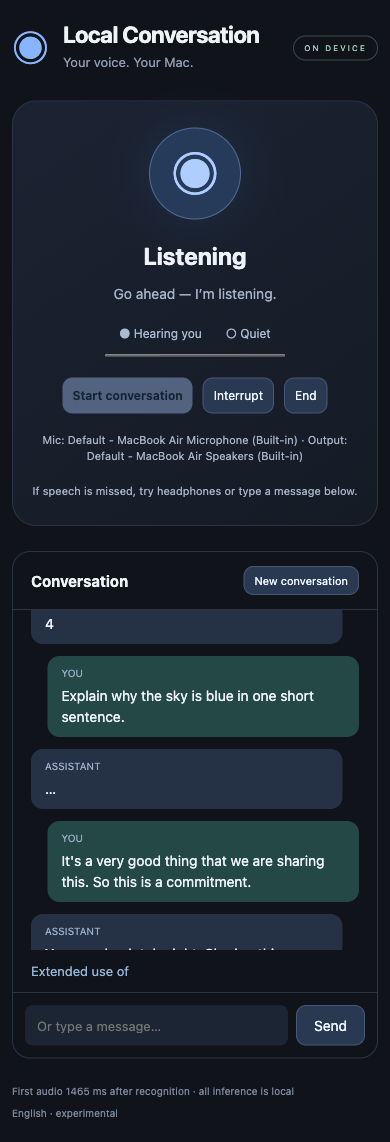 Local Conversation
Your voice. Your Mac.
ON DEVICE
Listening
Go ahead — I’m listening.
Hearing you
Quiet
Start conversation
Interrupt
End
Mic: Default - MacBook Air Microphone (Built-in) · Output:
Default - MacBook Air Speakers (Built-in)
If speech is missed, try headphones or type a message below.
Conversation
New conversation
4
YOU
Explain why the sky is blue in one short
sentence.
ASSISTANT
...
YOU
It's a very good thing that we are sharing
this. So this is a commitment.
ASSISTANT
Extended use of
Or type a message...
Send
First audio 1465 ms after recognition · all inference is local
English · experimental